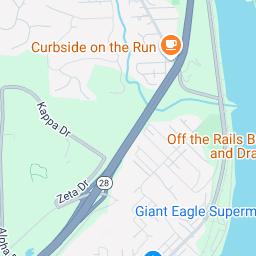 Curbside on the Run
Kappa Dr
Off the Rails B
and Dra
Zeta Dr
28
Giant Eagle Superm
Alpha